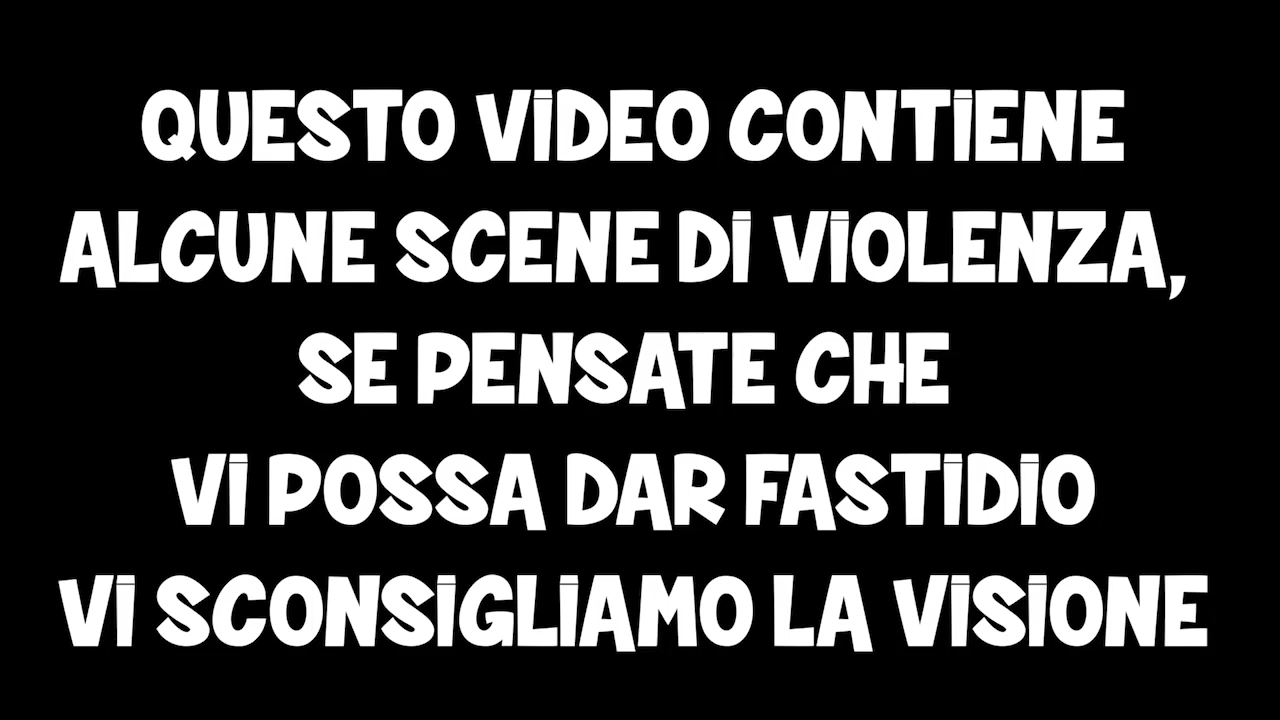 QUESTO VIDEO CONTIENE
ALCUNE SCENE DI VIOLENZA,
SE PENSATE CHE
VI POSSA DAR FASTIDIO
VI SCONSIGLIAMO LA VISIONE